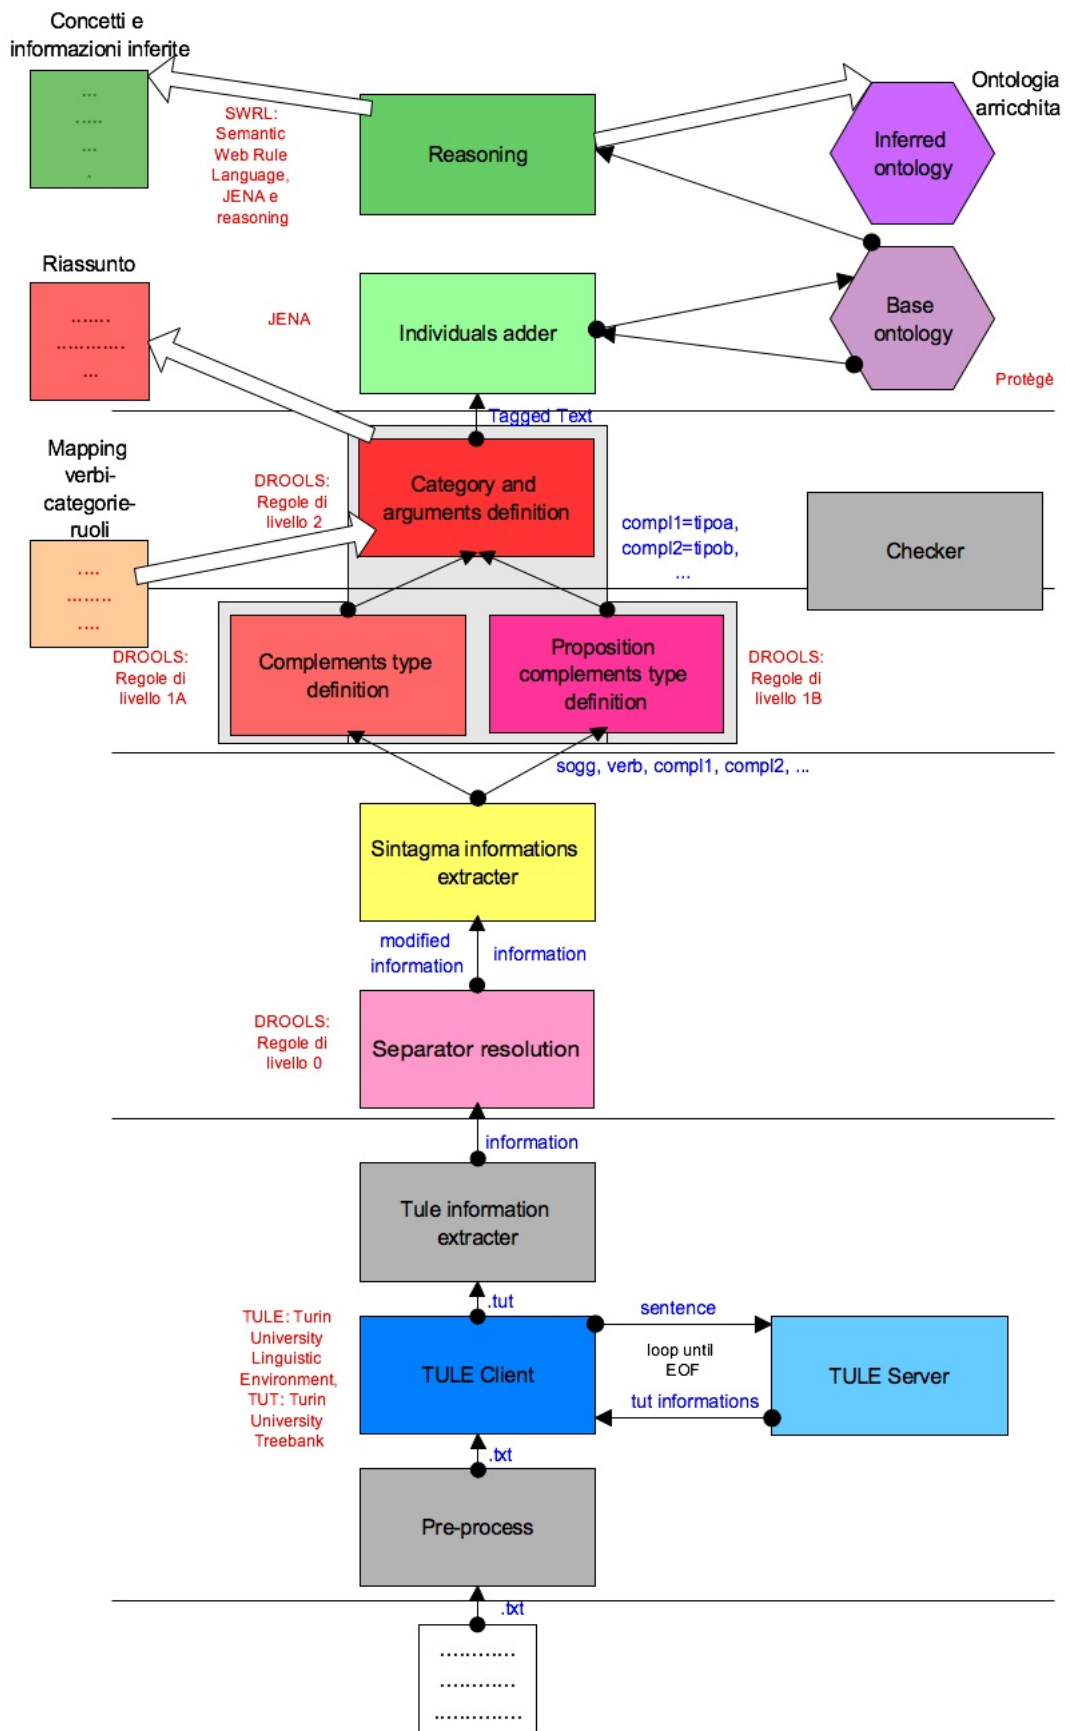 Concetti e
informazioni inferite
...
.....
...
.
SWRL:
Semantic
Web Rule
Language,
JENA e
reasoning
Reasoning
Ontologia
arricchita
Inferred
ontology
Riassunto
.......
...........
...
JENA
Individuals adder
Base
ontology
Protègè
Tagged Text
Mapping
verbi-
categorie-
ruoli
....
........
....
DROOLS:
Regole di
livello 2
Category and
arguments definition
compl1=tipoa,
compl2=tipob,
...
Checker
DROOLS:
Regole di
livello 1A
Complements type
definition
Proposition
complements type
definition
DROOLS:
Regole di
livello 1B
sogg, verb, compl1, compl2, ...
Sintagma informations
extracter
modified
information
information
DROOLS:
Regole di
livello 0
Separator resolution
information
Tule information
extracter
.tut
TULE: Turin
University
Linguistic
Environment,
TUT: Turin
University
Treebank
TULE Client
sentence
loop until
EOF
tut informations
TULE Server
.txt
Pre-process
.txt
............
............
..............